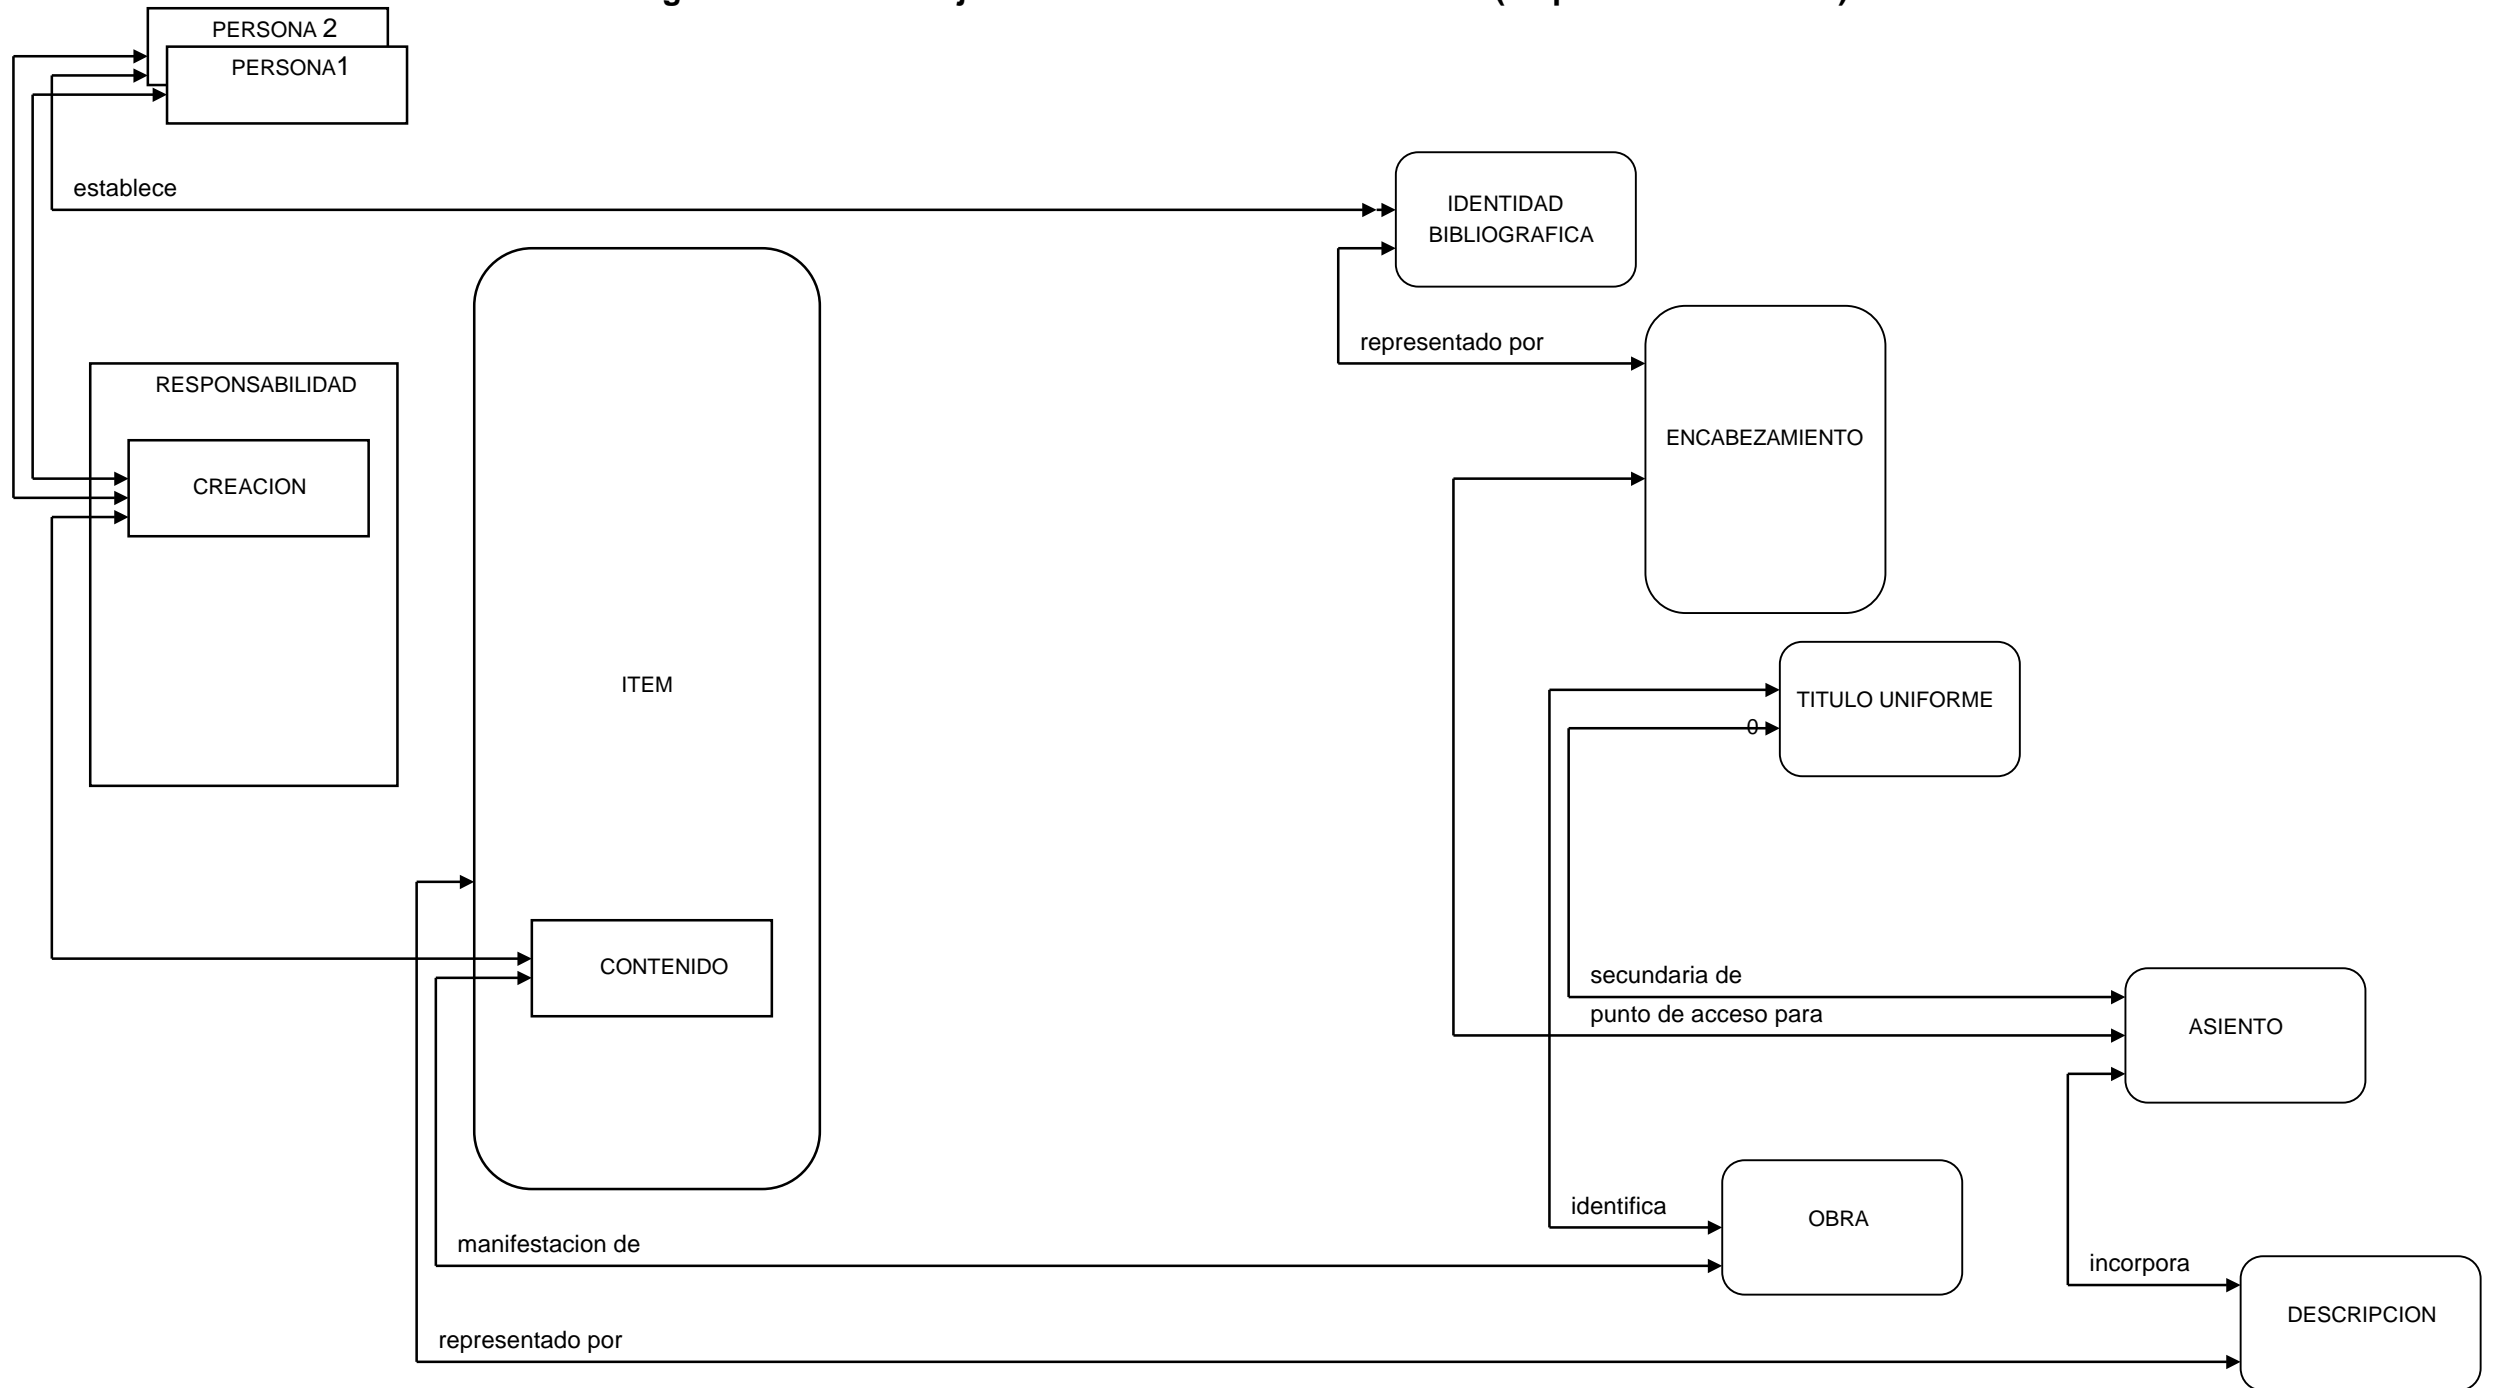 PERSONA 2
PERSONA1
establece
IDENTIDAD
BIBLIOGRAFICA
representado por
RESPONSABILIDAD
ENCABEZAMIENTO
CREACION
ITEM
TITULO UNIFORME
0
CONTENIDO
secundaria de
punto de acceso para
ASIENTO
identifica
OBRA
manifestacion de
incorpora
DESCRIPCION
representado por